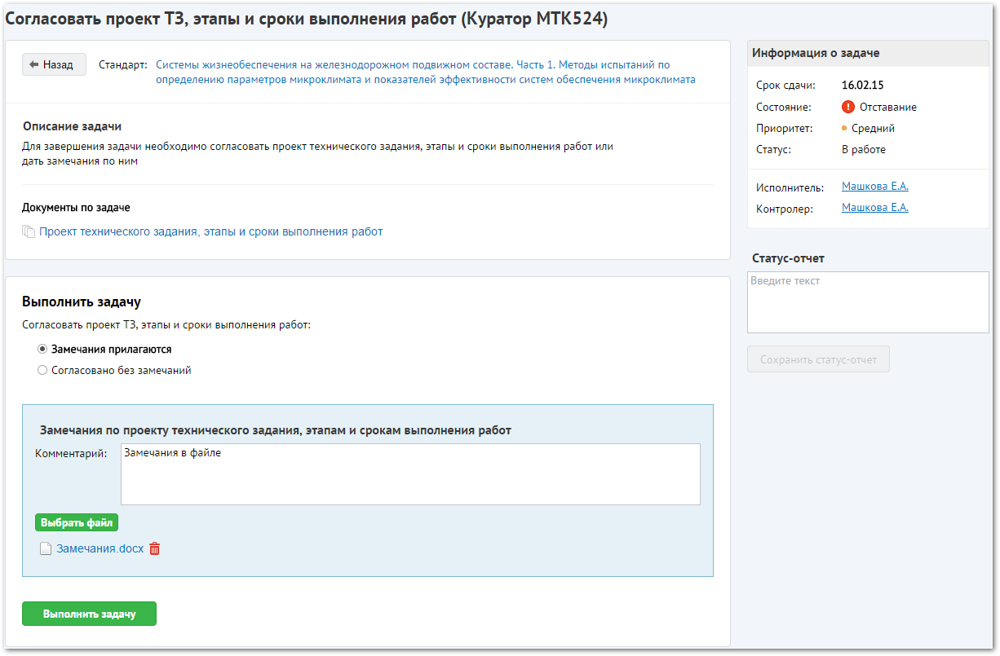 Согласовать проект ТЗ, этапы и сроки выполнения работ (Куратор МТК524)
Назад
Стандарт:
Системы жизнеобеспечения на железнодорожном подвижном составе. Часть 1. Методы испытаний по
определению параметров микроклимата и показателей эффективности систем обеспечения микроклимата
Описание задачи
Для завершения задачи необходимо согласовать проект технического задания, этапы и сроки выполнения работ или
дать замечания по ним
Документы по задаче
Проект технического задания, этапы и сроки выполнения работ
Выполнить задачу
Согласовать проект ТЗ, этапы и сроки выполнения работ:
Замечания прилагаются
Согласовано без замечаний
Замечания по проекту технического задания, этапам и срокам выполнения работ
Комментарий: Замечания в файле
Выбрать файл
Замечания.docx
Выполнить задачу
Информация о задаче
Срок сдачи: 16.02.15
Состояние: Отставание
Приоритет: Средний
Статус: В работе
Исполнитель: Машкова Е.А.
Контролер: Машкова Е.А.
Статус-отчет
Введите текст
Сохранить статус-отчет